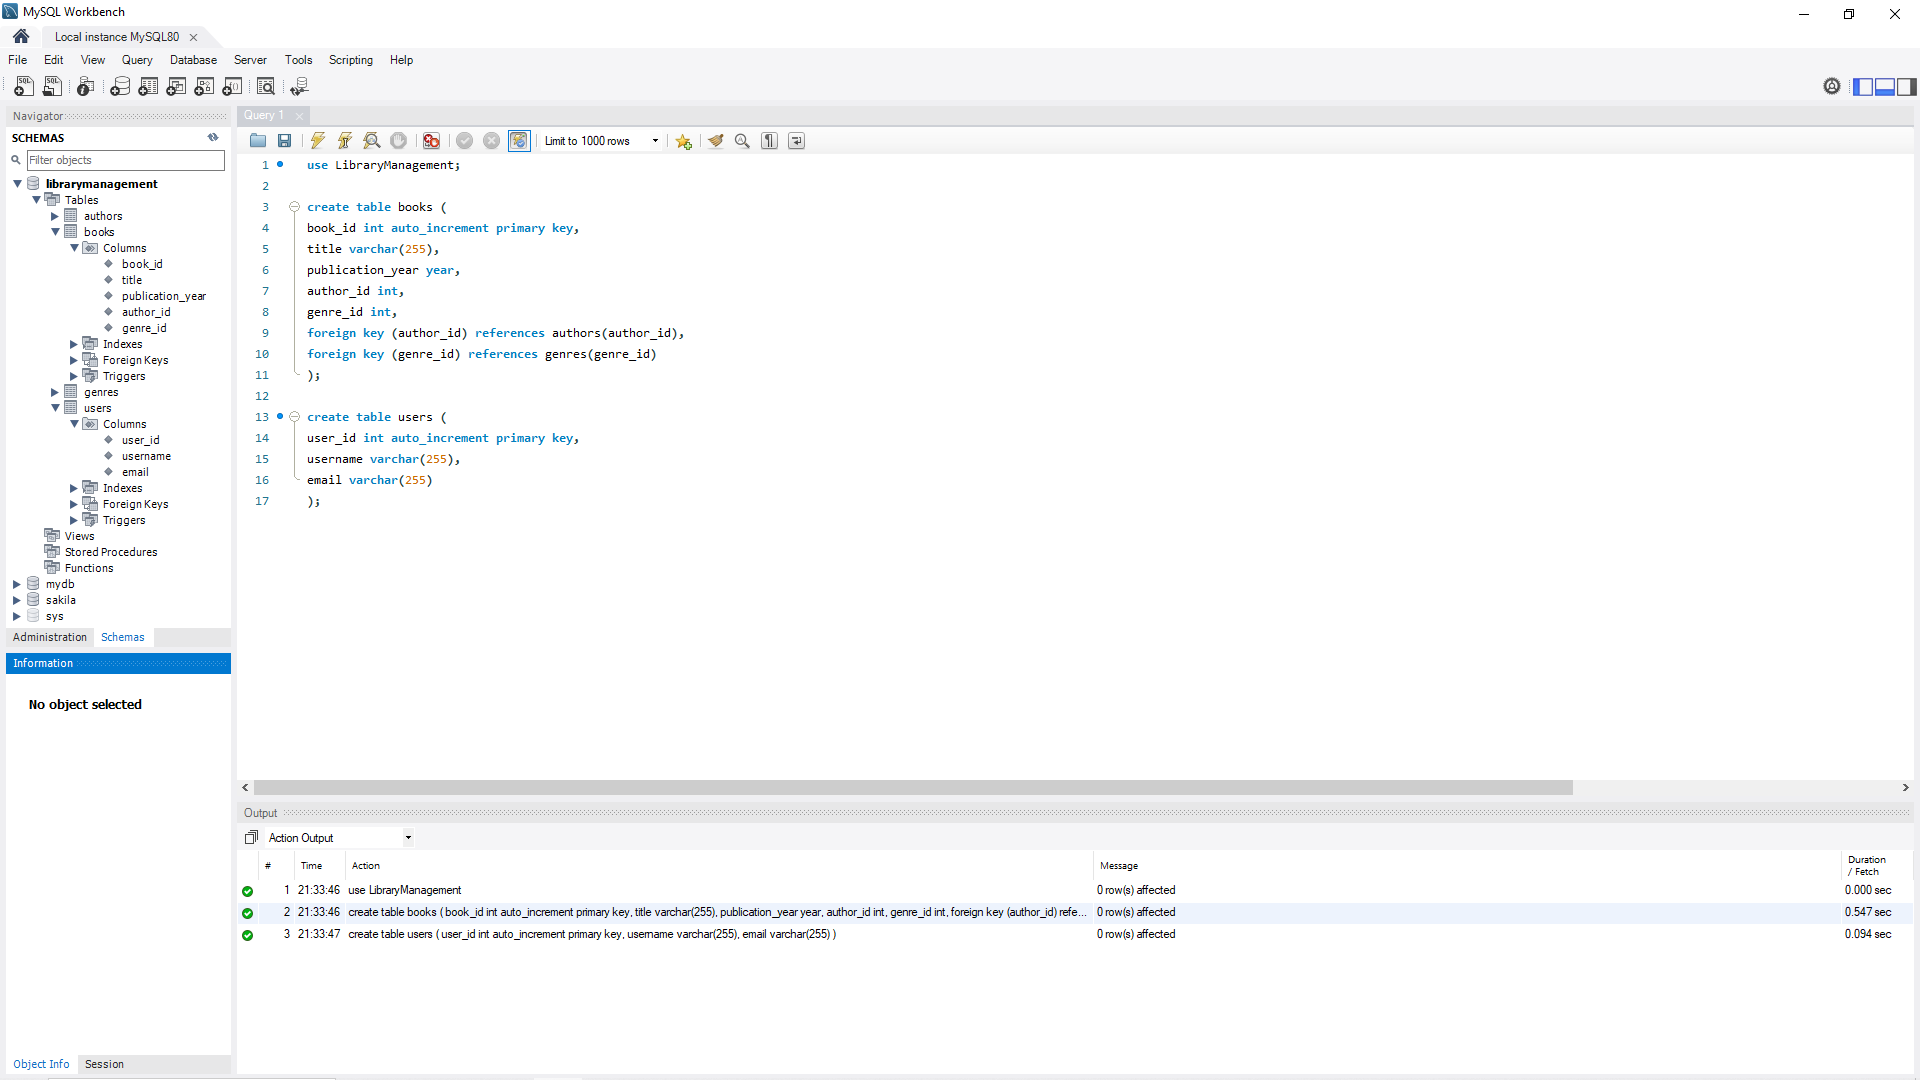 MySQL Workbench
Local instance MySQL80
File Edit View Query Database Server Tools Scripting Help
Navigator
SCHEMAS
Filter objects
librarymanagement
Tables
authors
books
Columns
book_id
title
publication_year
author_id
genre_id
Indexes
Foreign Keys
Triggers
genres
users
Columns
user_id
username
email
Indexes
Foreign Keys
Triggers
Views
Stored Procedures
Functions
mydb
sakila
sys
Administration Schemas
Information
No object selected
Object Info Session
Query 1
Limit to 1000 rows
1 use LibraryManagement;
2
3 create table books (
4 book_id int auto_increment primary key,
5 title varchar(255),
6 publication_year year,
7 author_id int,
8 genre_id int,
9 foreign key (author_id) references authors(author_id),
10 foreign key (genre_id) references genres(genre_id)
11 );
12
13 create table users (
14 user_id int auto_increment primary key,
15 username varchar(255),
16 email varchar(255)
17 );
Output
Action Output
# Time Action Message Duration / Fetch
1 21:33:46 use LibraryManagement 0 row(s) affected 0.000 sec
2 21:33:46 create table books ( book_id int auto_increment primary key, title varchar(255), publication_year year, author_id int, genre_id int, foreign key (author_id) refe... 0 row(s) affected 0.547 sec
3 21:33:47 create table users ( user_id int auto_increment primary key, username varchar(255), email varchar(255) ) 0 row(s) affected 0.094 sec